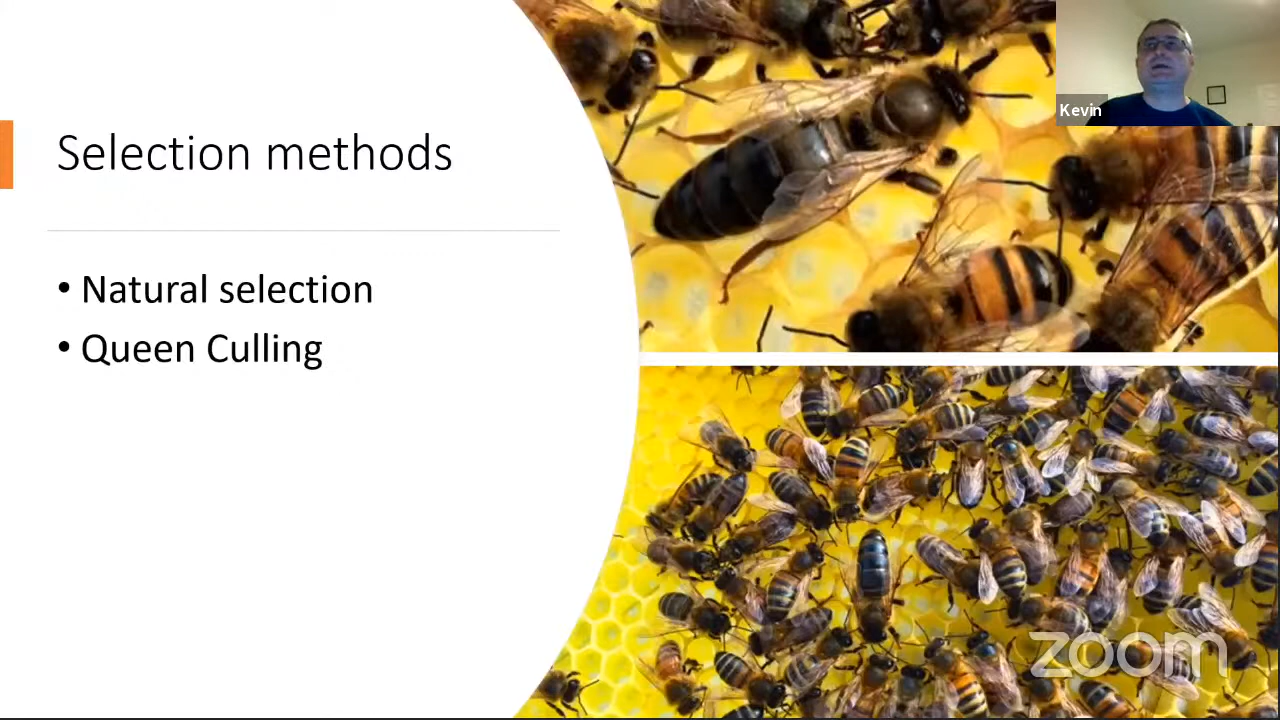 Selection methods
• Natural selection
• Queen Culling
Kevin
zoom